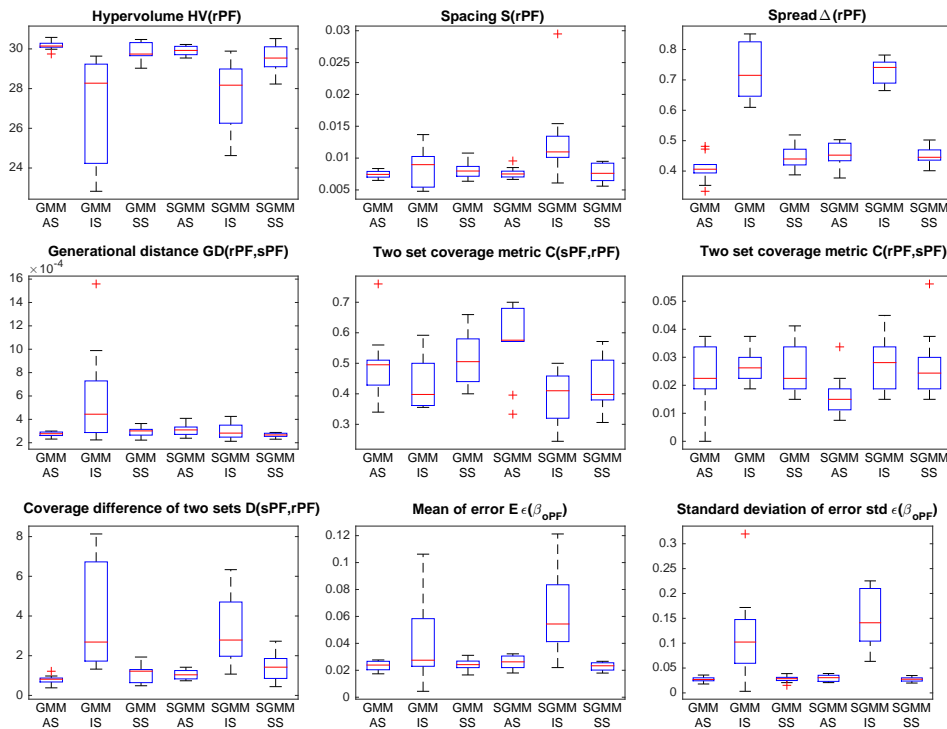 Hypervolume HV(rPF)
30
28
26
24
GMM GMM GMM SGMM SGMM SGMM
AS IS SS AS IS SS
Spacing S(rPF)
0.03
0.025
0.02
0.015
0.01
0.005
GMM GMM GMM SGMM SGMM SGMM
AS IS SS AS IS SS
Spread Δ(rPF)
0.8
0.7
0.6
0.5
0.4
GMM GMM GMM SGMM SGMM SGMM
AS IS SS AS IS SS
Generational distance GD(rPF,sPF)
×10⁻⁴
16
14
12
10
8
6
4
2
GMM GMM GMM SGMM SGMM SGMM
AS IS SS AS IS SS
Two set coverage metric C(sPF,rPF)
0.7
0.6
0.5
0.4
0.3
GMM GMM GMM SGMM SGMM SGMM
AS IS SS AS IS SS
Two set coverage metric C(rPF,sPF)
0.05
0.04
0.03
0.02
0.01
0
GMM GMM GMM SGMM SGMM SGMM
AS IS SS AS IS SS
Coverage difference of two sets D(sPF,rPF)
8
6
4
2
0
GMM GMM GMM SGMM SGMM SGMM
AS IS SS AS IS SS
Mean of error E ϵ(β_oPF)
0.12
0.1
0.08
0.06
0.04
0.02
0
GMM GMM GMM SGMM SGMM SGMM
AS IS SS AS IS SS
Standard deviation of error std ϵ(β_oPF)
0.3
0.25
0.2
0.15
0.1
0.05
0
GMM GMM GMM SGMM SGMM SGMM
AS IS SS AS IS SS